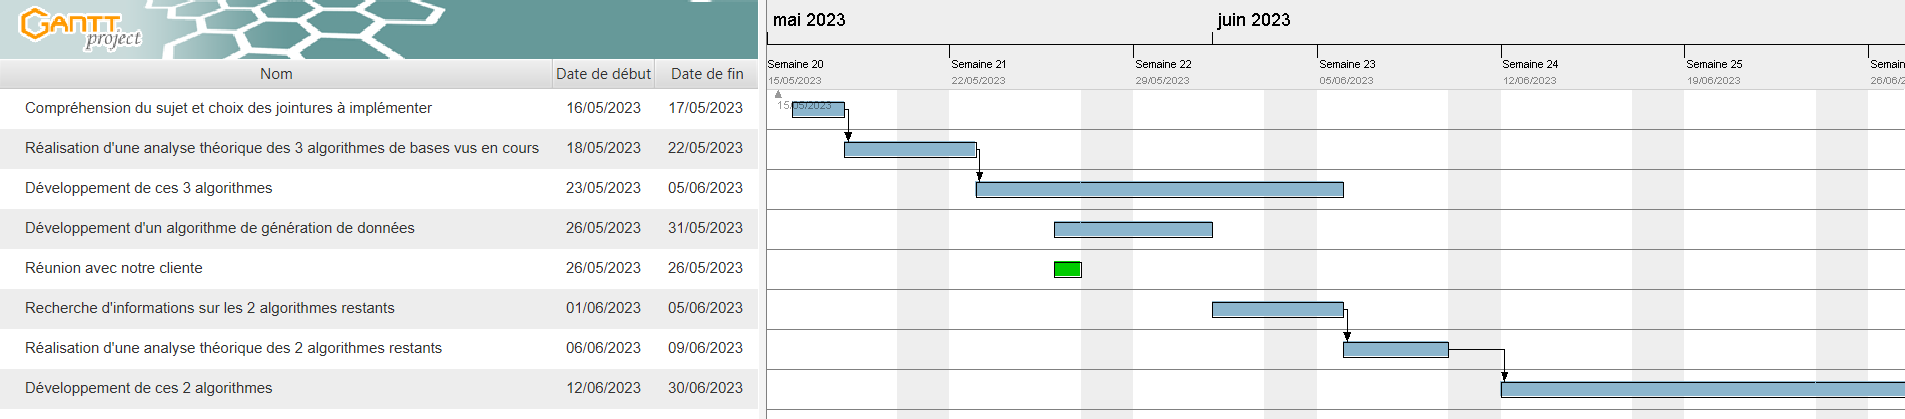 GANTT
project
mai 2023
juin 2023
Nom Date de début Date de fin
Semaine 20 Semaine 21 Semaine 22 Semaine 23 Semaine 24 Semaine 25 Semain
15/05/2023 22/05/2023 29/05/2023 05/06/2023 12/06/2023 19/06/2023 26/06/2
15/05/2023
Compréhension du sujet et choix des jointures à implémenter 16/05/2023 17/05/2023
Réalisation d'une analyse théorique des 3 algorithmes de bases vus en cours 18/05/2023 22/05/2023
Développement de ces 3 algorithmes 23/05/2023 05/06/2023
Développement d'un algorithme de génération de données 26/05/2023 31/05/2023
Réunion avec notre cliente 26/05/2023 26/05/2023
Recherche d'informations sur les 2 algorithmes restants 01/06/2023 05/06/2023
Réalisation d'une analyse théorique des 2 algorithmes restants 06/06/2023 09/06/2023
Développement de ces 2 algorithmes 12/06/2023 30/06/2023